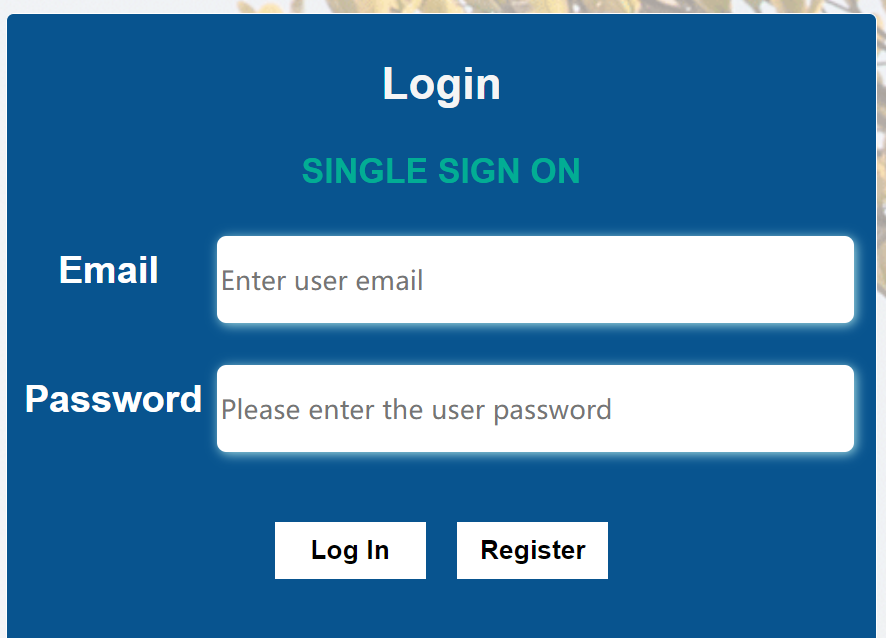 Login
SINGLE SIGN ON
Email
Enter user email
Password
Please enter the user password
Log In
Register